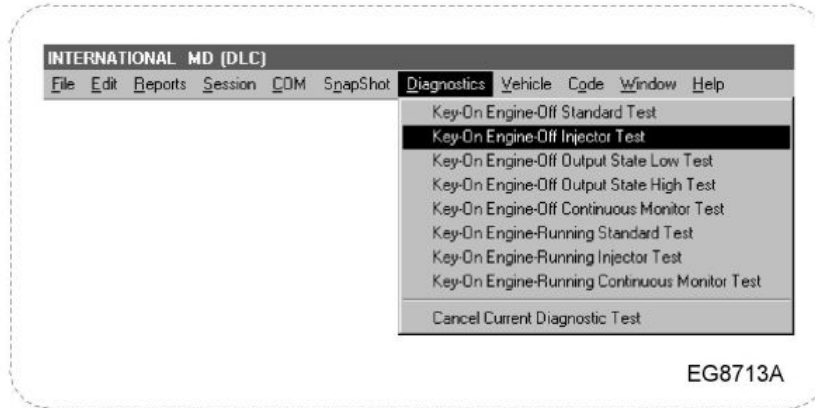 INTERNATIONAL MD (DLC)
File Edit Reports Session COM SnapShot Diagnostics Vehicle Code Window Help
Key-On Engine-Off Standard Test
Key-On Engine-Off Injector Test
Key-On Engine-Off Output State Low Test
Key-On Engine-Off Output State High Test
Key-On Engine-Off Continuous Monitor Test
Key-On Engine-Running Standard Test
Key-On Engine-Running Injector Test
Key-On Engine-Running Continuous Monitor Test
Cancel Current Diagnostic Test
EG8713A